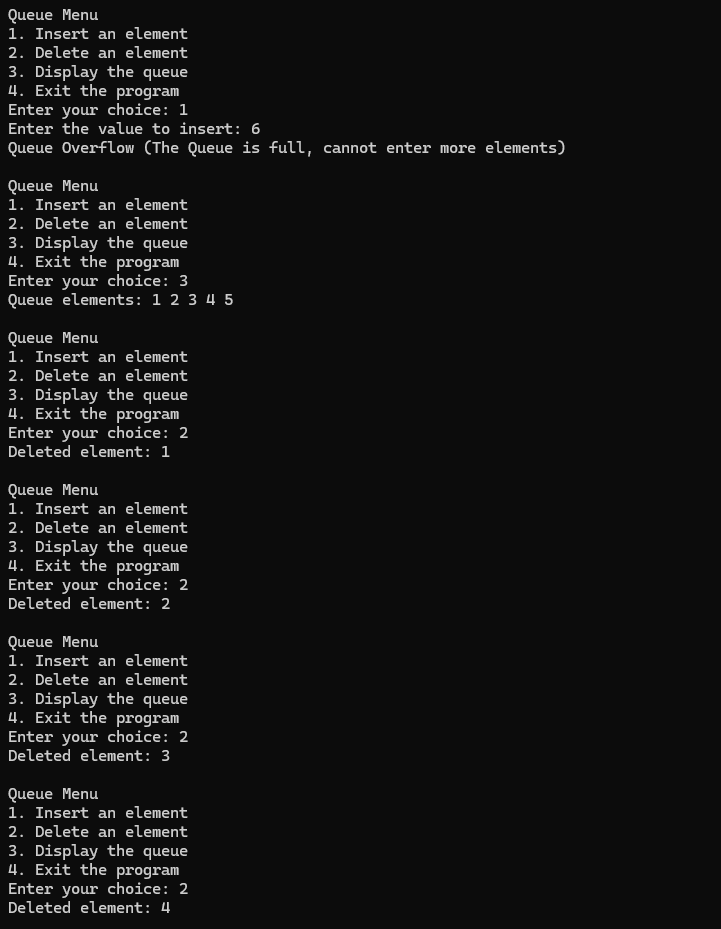 Queue Menu
1. Insert an element
2. Delete an element
3. Display the queue
4. Exit the program
Enter your choice: 1
Enter the value to insert: 6
Queue Overflow (The Queue is full, cannot enter more elements)
Queue Menu
1. Insert an element
2. Delete an element
3. Display the queue
4. Exit the program
Enter your choice: 3
Queue elements: 1 2 3 4 5
Queue Menu
1. Insert an element
2. Delete an element
3. Display the queue
4. Exit the program
Enter your choice: 2
Deleted element: 1
Queue Menu
1. Insert an element
2. Delete an element
3. Display the queue
4. Exit the program
Enter your choice: 2
Deleted element: 2
Queue Menu
1. Insert an element
2. Delete an element
3. Display the queue
4. Exit the program
Enter your choice: 2
Deleted element: 3
Queue Menu
1. Insert an element
2. Delete an element
3. Display the queue
4. Exit the program
Enter your choice: 2
Deleted element: 4